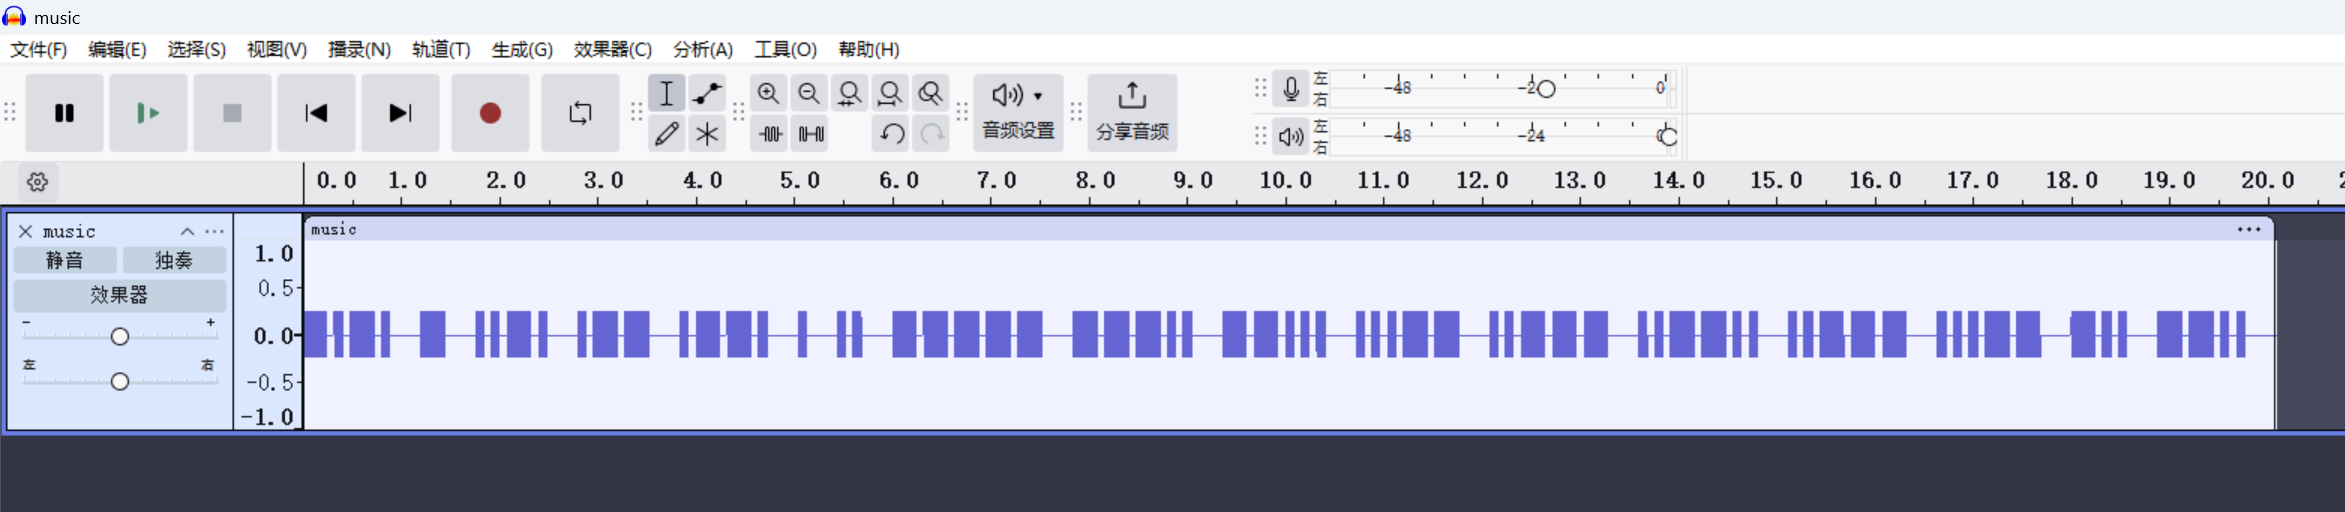 music
文件(F) 编辑(E) 选择(S) 视图(V) 播录(N) 轨道(T) 生成(G) 效果器(C) 分析(A) 工具(O) 帮助(H)
音频设置
分享音频
左 -48 -2 0
右
左 -48 -24
右
0.0 1.0 2.0 3.0 4.0 5.0 6.0 7.0 8.0 9.0 10.0 11.0 12.0 13.0 14.0 15.0 16.0 17.0 18.0 19.0 20.0
music
music
静音 独奏
效果器
- +
左 右
1.0
0.5
0.0
-0.5
-1.0